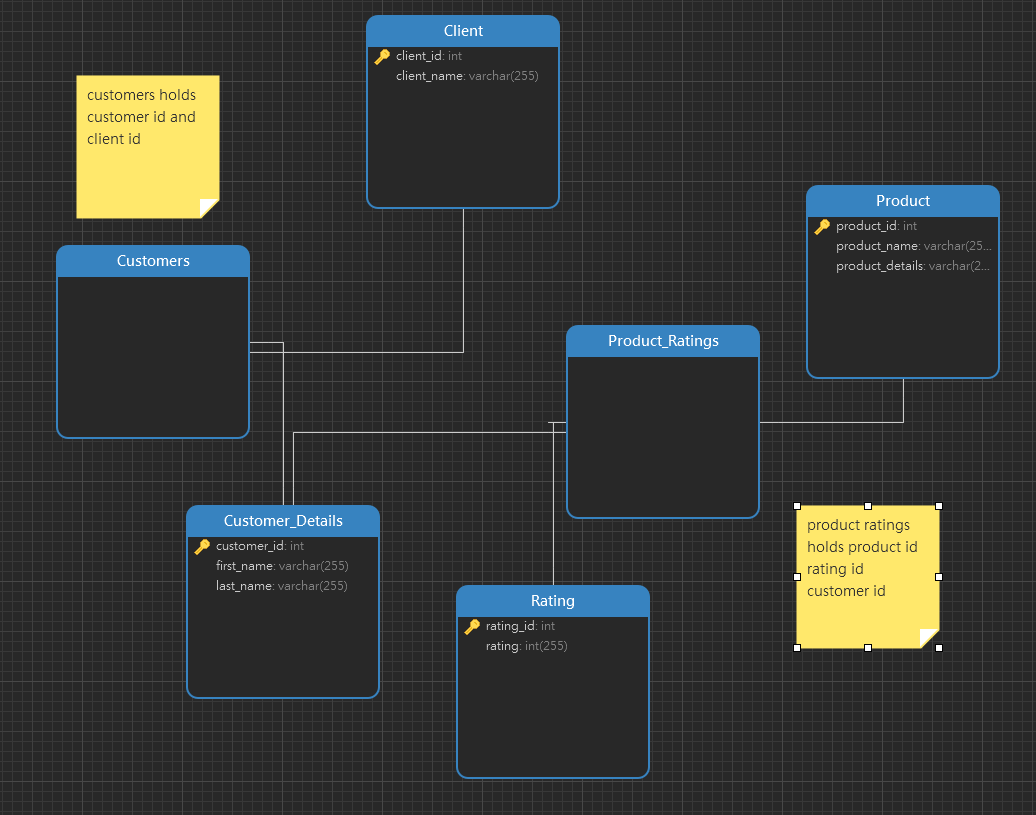 Client
client_id: int
client_name: varchar(255)
customers holds
customer id and
client id
Product
product_id: int
product_name: varchar(25...
product_details: varchar(2...
Customers
Product_Ratings
Customer_Details
customer_id: int
first_name: varchar(255)
last_name: varchar(255)
product ratings
holds product id
rating id
customer id
Rating
rating_id: int
rating: int(255)